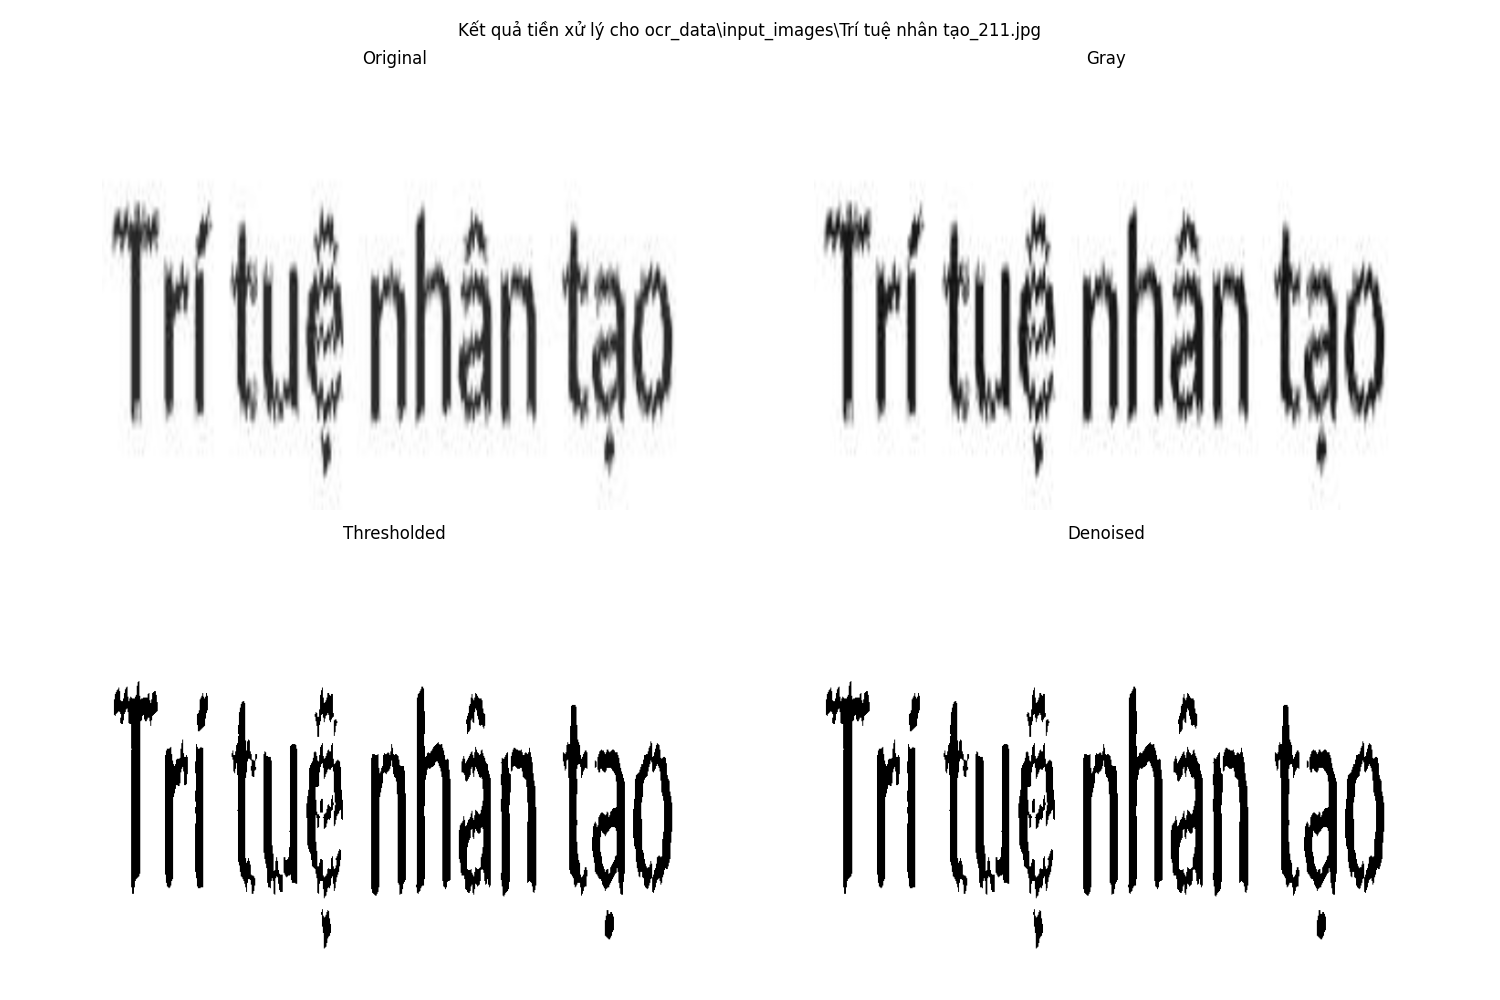 Kết quả tiền xử lý cho ocr_data\input_images\Trí tuệ nhân tạo_211.jpg
Original
Gray
Trí tuệ nhân tạo
Trí tuệ nhân tạo
Thresholded
Denoised
Trí tuệ nhân tạo
Trí tuệ nhân tạo